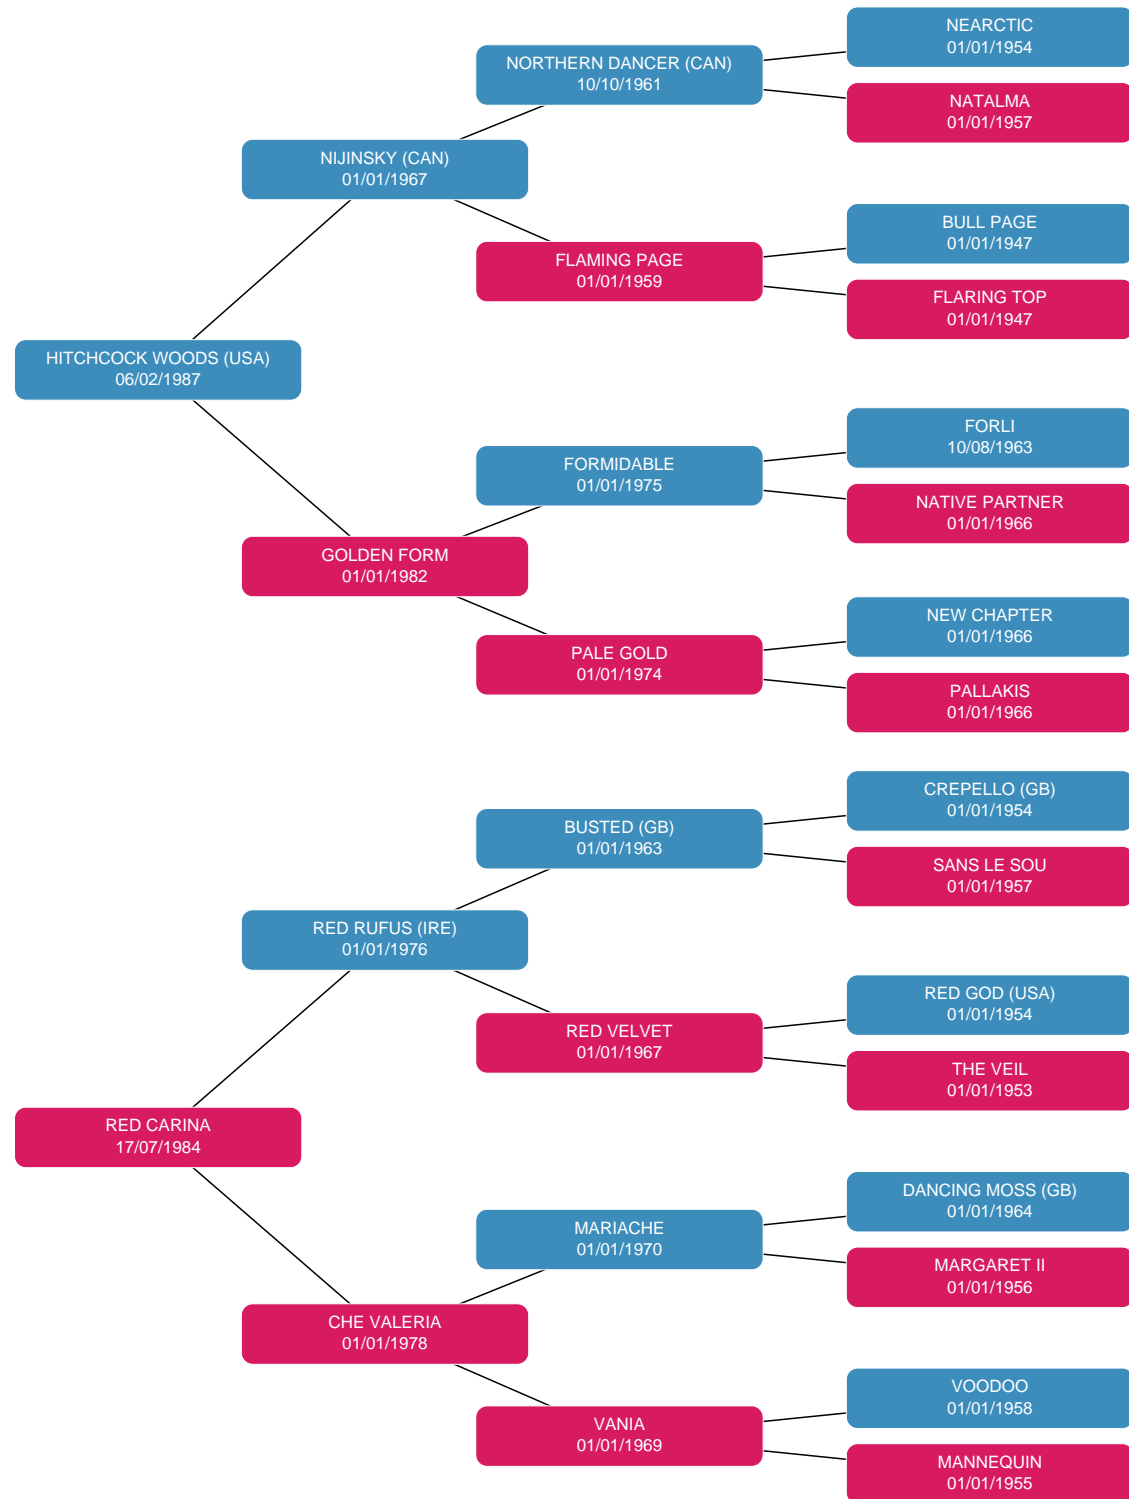 NEARCTIC
01/01/1954
NORTHERN DANCER (CAN)
10/10/1961
NATALMA
01/01/1957
NIJINSKY (CAN)
01/01/1967
BULL PAGE
01/01/1947
FLAMING PAGE
01/01/1959
FLARING TOP
01/01/1947
HITCHCOCK WOODS (USA)
06/02/1987
FORLI
10/08/1963
FORMIDABLE
01/01/1975
NATIVE PARTNER
01/01/1966
GOLDEN FORM
01/01/1982
NEW CHAPTER
01/01/1966
PALE GOLD
01/01/1974
PALLAKIS
01/01/1966
CREPELLO (GB)
01/01/1954
BUSTED (GB)
01/01/1963
SANS LE SOU
01/01/1957
RED RUFUS (IRE)
01/01/1976
RED GOD (USA)
01/01/1954
RED VELVET
01/01/1967
THE VEIL
01/01/1953
RED CARINA
17/07/1984
DANCING MOSS (GB)
01/01/1964
MARIACHE
01/01/1970
MARGARET II
01/01/1956
CHE VALERIA
01/01/1978
VOODOO
01/01/1958
VANIA
01/01/1969
MANNEQUIN
01/01/1955